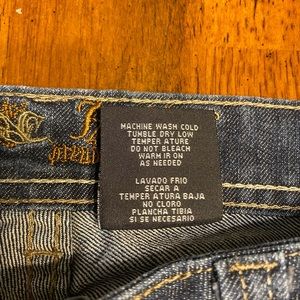 MACHINE WASH COLD
TUMBLE DRY LOW
TEMPER ATURE
DO NOT BLEACH
WARM IR ON
AS NEEDED
LAVADO FRIO
SECAR A
TEMPER ATURA BAJA
NO CLORO
PLANCHA TIBIA
SI SE NECESARIO